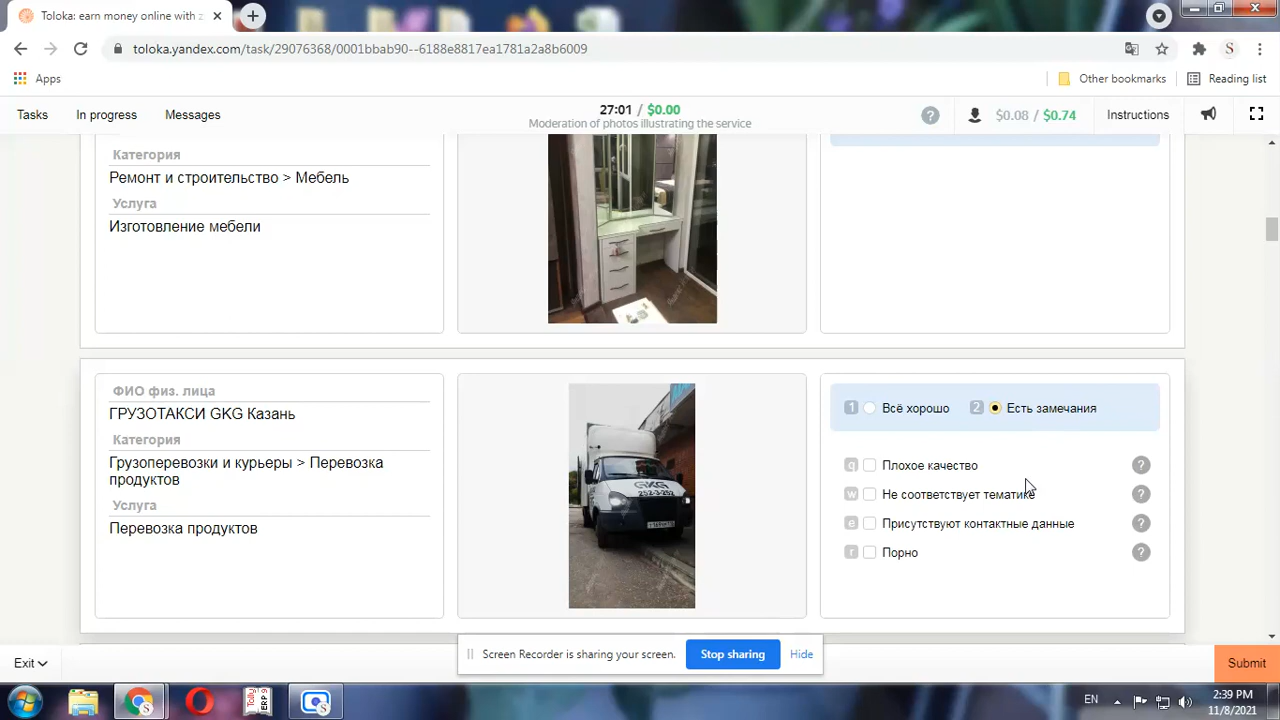 Toloka: earn money online with z
toloka.yandex.com/task/29076368/0001bbab90--6188e8817ea1781a2a8b6009
Apps
Other bookmarks
Reading list
Tasks
In progress
Messages
27:01 / $0.00
Moderation of photos illustrating the service
?
$0.08 / $0.74
Instructions
Категория
Ремонт и строительство > Мебель
Услуга
Изготовление мебели
ФИО физ. лица
ГРУЗОТАКСИ GKG Казань
Категория
Грузоперевозки и курьеры > Перевозка
продуктов
Услуга
Перевозка продуктов
GKG
252-3-252
1 Всё хорошо 2 Есть замечания
q Плохое качество ?
w Не соответствует тематике ?
e Присутствуют контактные данные ?
r Порно ?
Exit
Screen Recorder is sharing your screen.
Stop sharing
Hide
Submit
EN
2:39 PM
11/8/2021